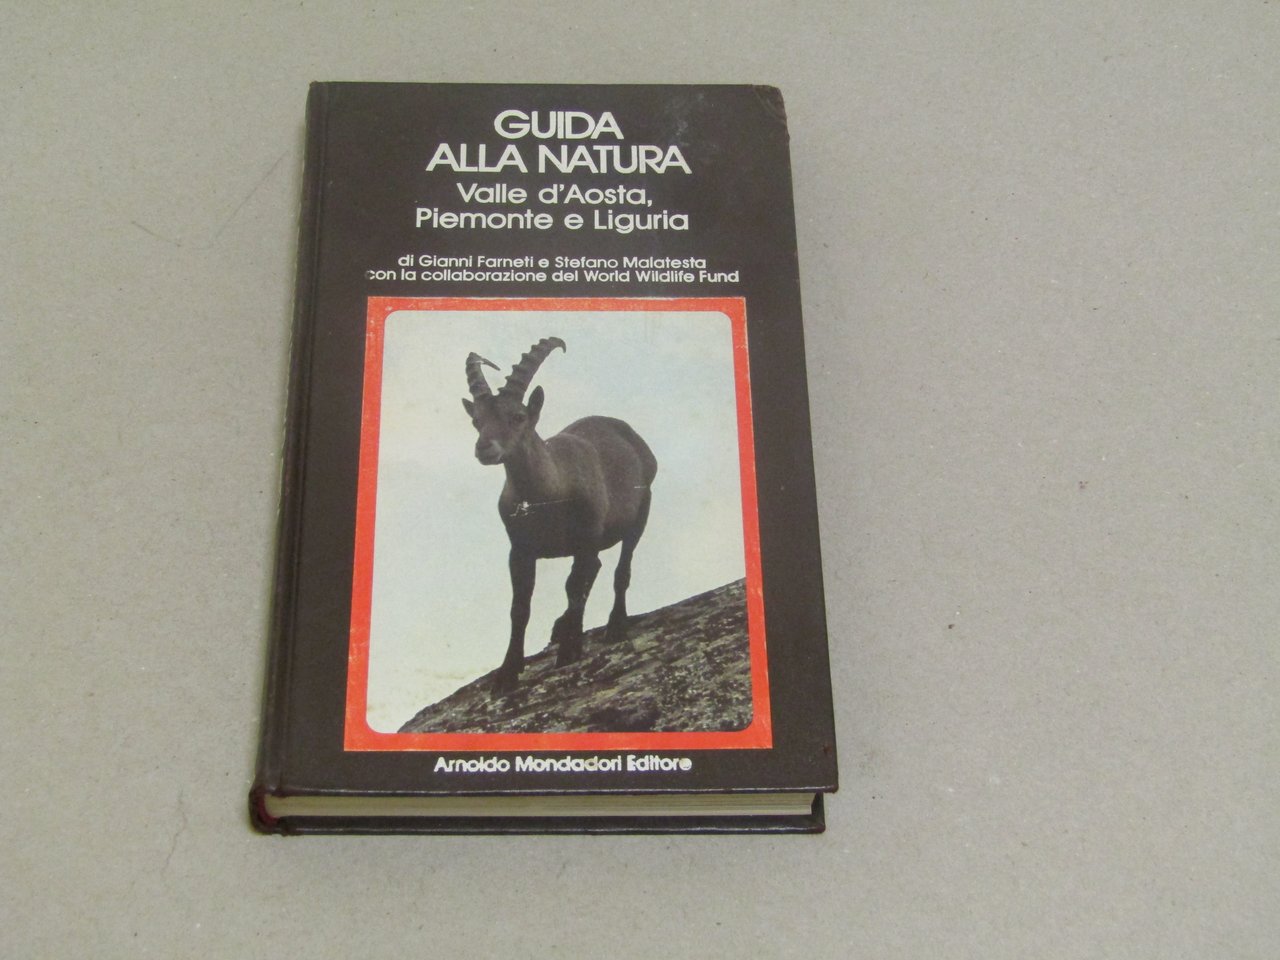 GUIDA
ALLA NATURA
Valle d'Aosta,
Piemonte e Liguria
di Gianni Farneti e Stefano Malatesta
con la collaborazione del World Wildlife Fund
Arnoldo Mondadori Editore